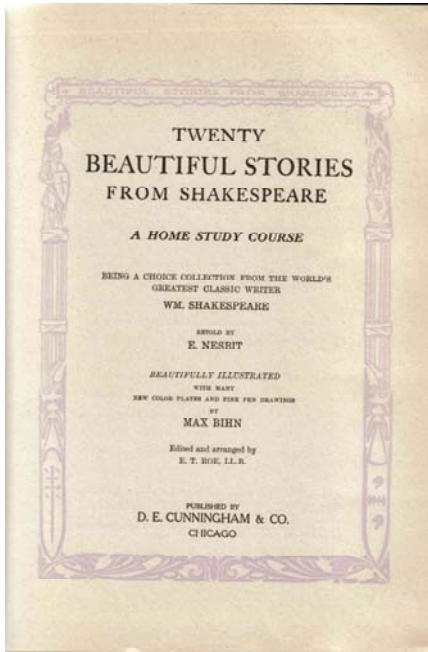 BEAUTIFUL STORIES FROM SHAKESPEARE
TWENTY
BEAUTIFUL STORIES
FROM SHAKESPEARE
A HOME STUDY COURSE
BEING A CHOICE COLLECTION FROM THE WORLD'S
GREATEST CLASSIC WRITER
WM. SHAKESPEARE
RETOLD BY
E. NESBIT
BEAUTIFULLY ILLUSTRATED
WITH MANY
NEW COLOR PLATES AND FINE PEN DRAWINGS
BY
MAX BIHN
Edited and arranged by
E. T. ROE, LL.B.
PUBLISHED BY
D. E. CUNNINGHAM & CO.
CHICAGO